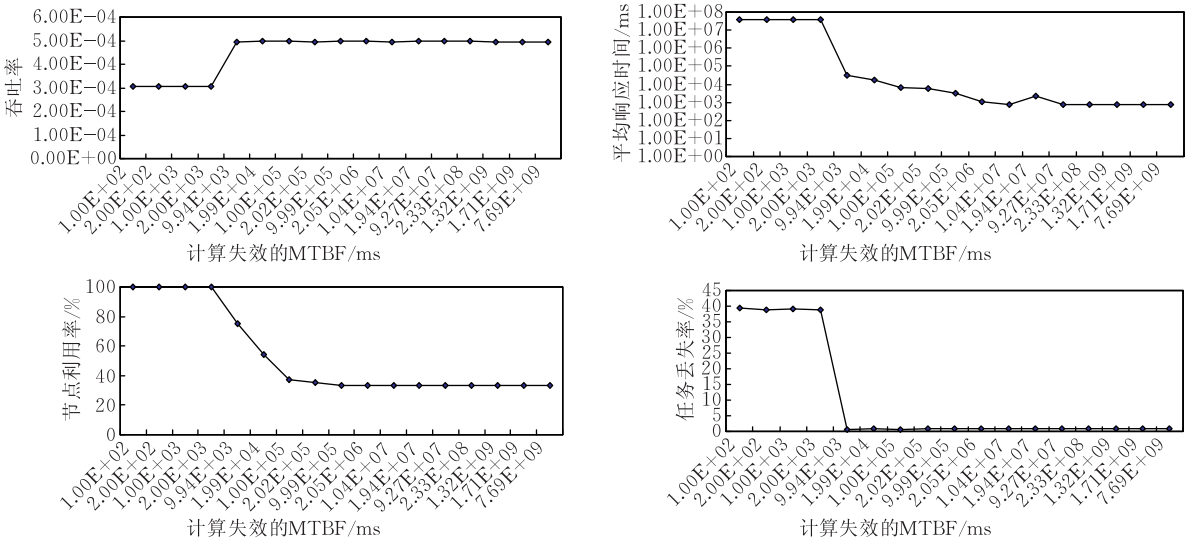 6.00E−04
5.00E−04
4.00E−04
3.00E−04
2.00E−04
1.00E−04
0.00E+00
吞吐率
1.00E+02
2.00E+02
1.00E+03
2.00E+03
9.94E+03
1.99E+04
1.00E+05
2.02E+05
9.99E+05
2.05E+06
1.04E+07
1.94E+07
9.27E+07
2.33E+08
1.32E+09
1.71E+09
7.69E+09
计算失效的MTBF/ms
1.00E+08
1.00E+07
1.00E+06
1.00E+05
1.00E+04
1.00E+03
1.00E+02
1.00E+01
1.00E+00
平均响应时间/ms
1.00E+02
2.00E+02
1.00E+03
2.00E+03
9.94E+03
1.99E+04
1.00E+05
2.02E+05
9.99E+05
2.05E+06
1.04E+07
1.94E+07
9.27E+07
2.33E+08
1.32E+09
1.71E+09
7.69E+09
计算失效的MTBF/ms
100
80
60
40
20
0
节点利用率/%
1.00E+02
2.00E+02
1.00E+03
2.00E+03
9.94E+03
1.99E+04
1.00E+05
2.02E+05
9.99E+05
2.05E+06
1.04E+07
1.94E+07
9.27E+07
2.33E+08
1.32E+09
1.71E+09
7.69E+09
计算失效的MTBF/ms
45
40
35
30
25
20
15
10
5
0
任务丢失率/%
1.00E+02
2.00E+02
1.00E+03
2.00E+03
9.94E+03
1.99E+04
1.00E+05
2.02E+05
9.99E+05
2.05E+06
1.04E+07
1.94E+07
9.27E+07
2.33E+08
1.32E+09
1.71E+09
7.69E+09
计算失效的MTBF/ms